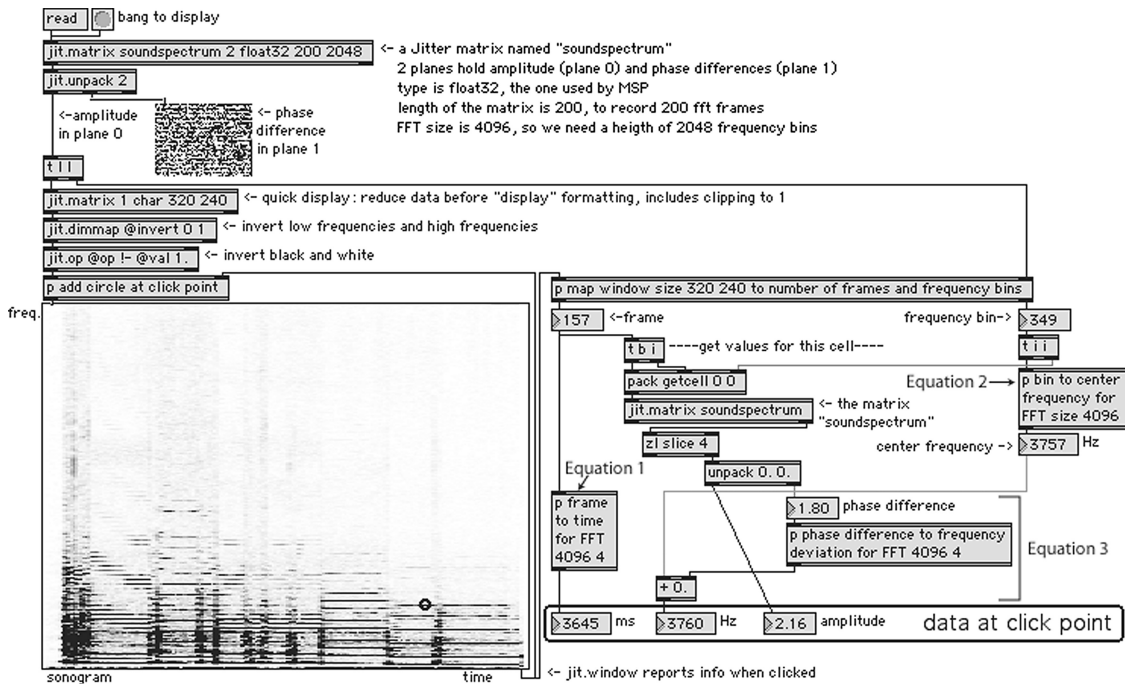 read
bang to display
jit.matrix soundspectrum 2 float32 200 2048
<- a Jitter matrix named "soundspectrum"
2 planes hold amplitude (plane 0) and phase differences (plane 1)
type is float32, the one used by MSP
length of the matrix is 200, to record 200 fft frames
FFT size is 4096, so we need a heigth of 2048 frequency bins
jit.unpack 2
<-amplitude
in plane 0
<- phase
difference
in plane 1
t l l
jit.matrix 1 char 320 240
<- quick display: reduce data before "display" formatting, includes clipping to 1
jit.dimmap @invert 0 1
<- invert low frequencies and high frequencies
jit.op @op !- @val 1.
<- invert black and white
p add circle at click point
freq.
sonogram
time
<- jit.window reports info when clicked
p map window size 320 240 to number of frames and frequency bins
157
<-frame
frequency bin->
349
t b i
----get values for this cell----
t i i
pack getcell 0 0
Equation 2
p bin to center
frequency for
FFT size 4096
jit.matrix soundspectrum
<- the matrix
"soundspectrum"
zl slice 4
center frequency ->
3757 Hz
Equation 1
unpack 0. 0.
p frame
to time
for FFT
4096 4
1.80
phase difference
p phase difference to frequency
deviation for FFT 4096 4
Equation 3
+ 0.
3645 ms
3760 Hz
2.16 amplitude
data at click point